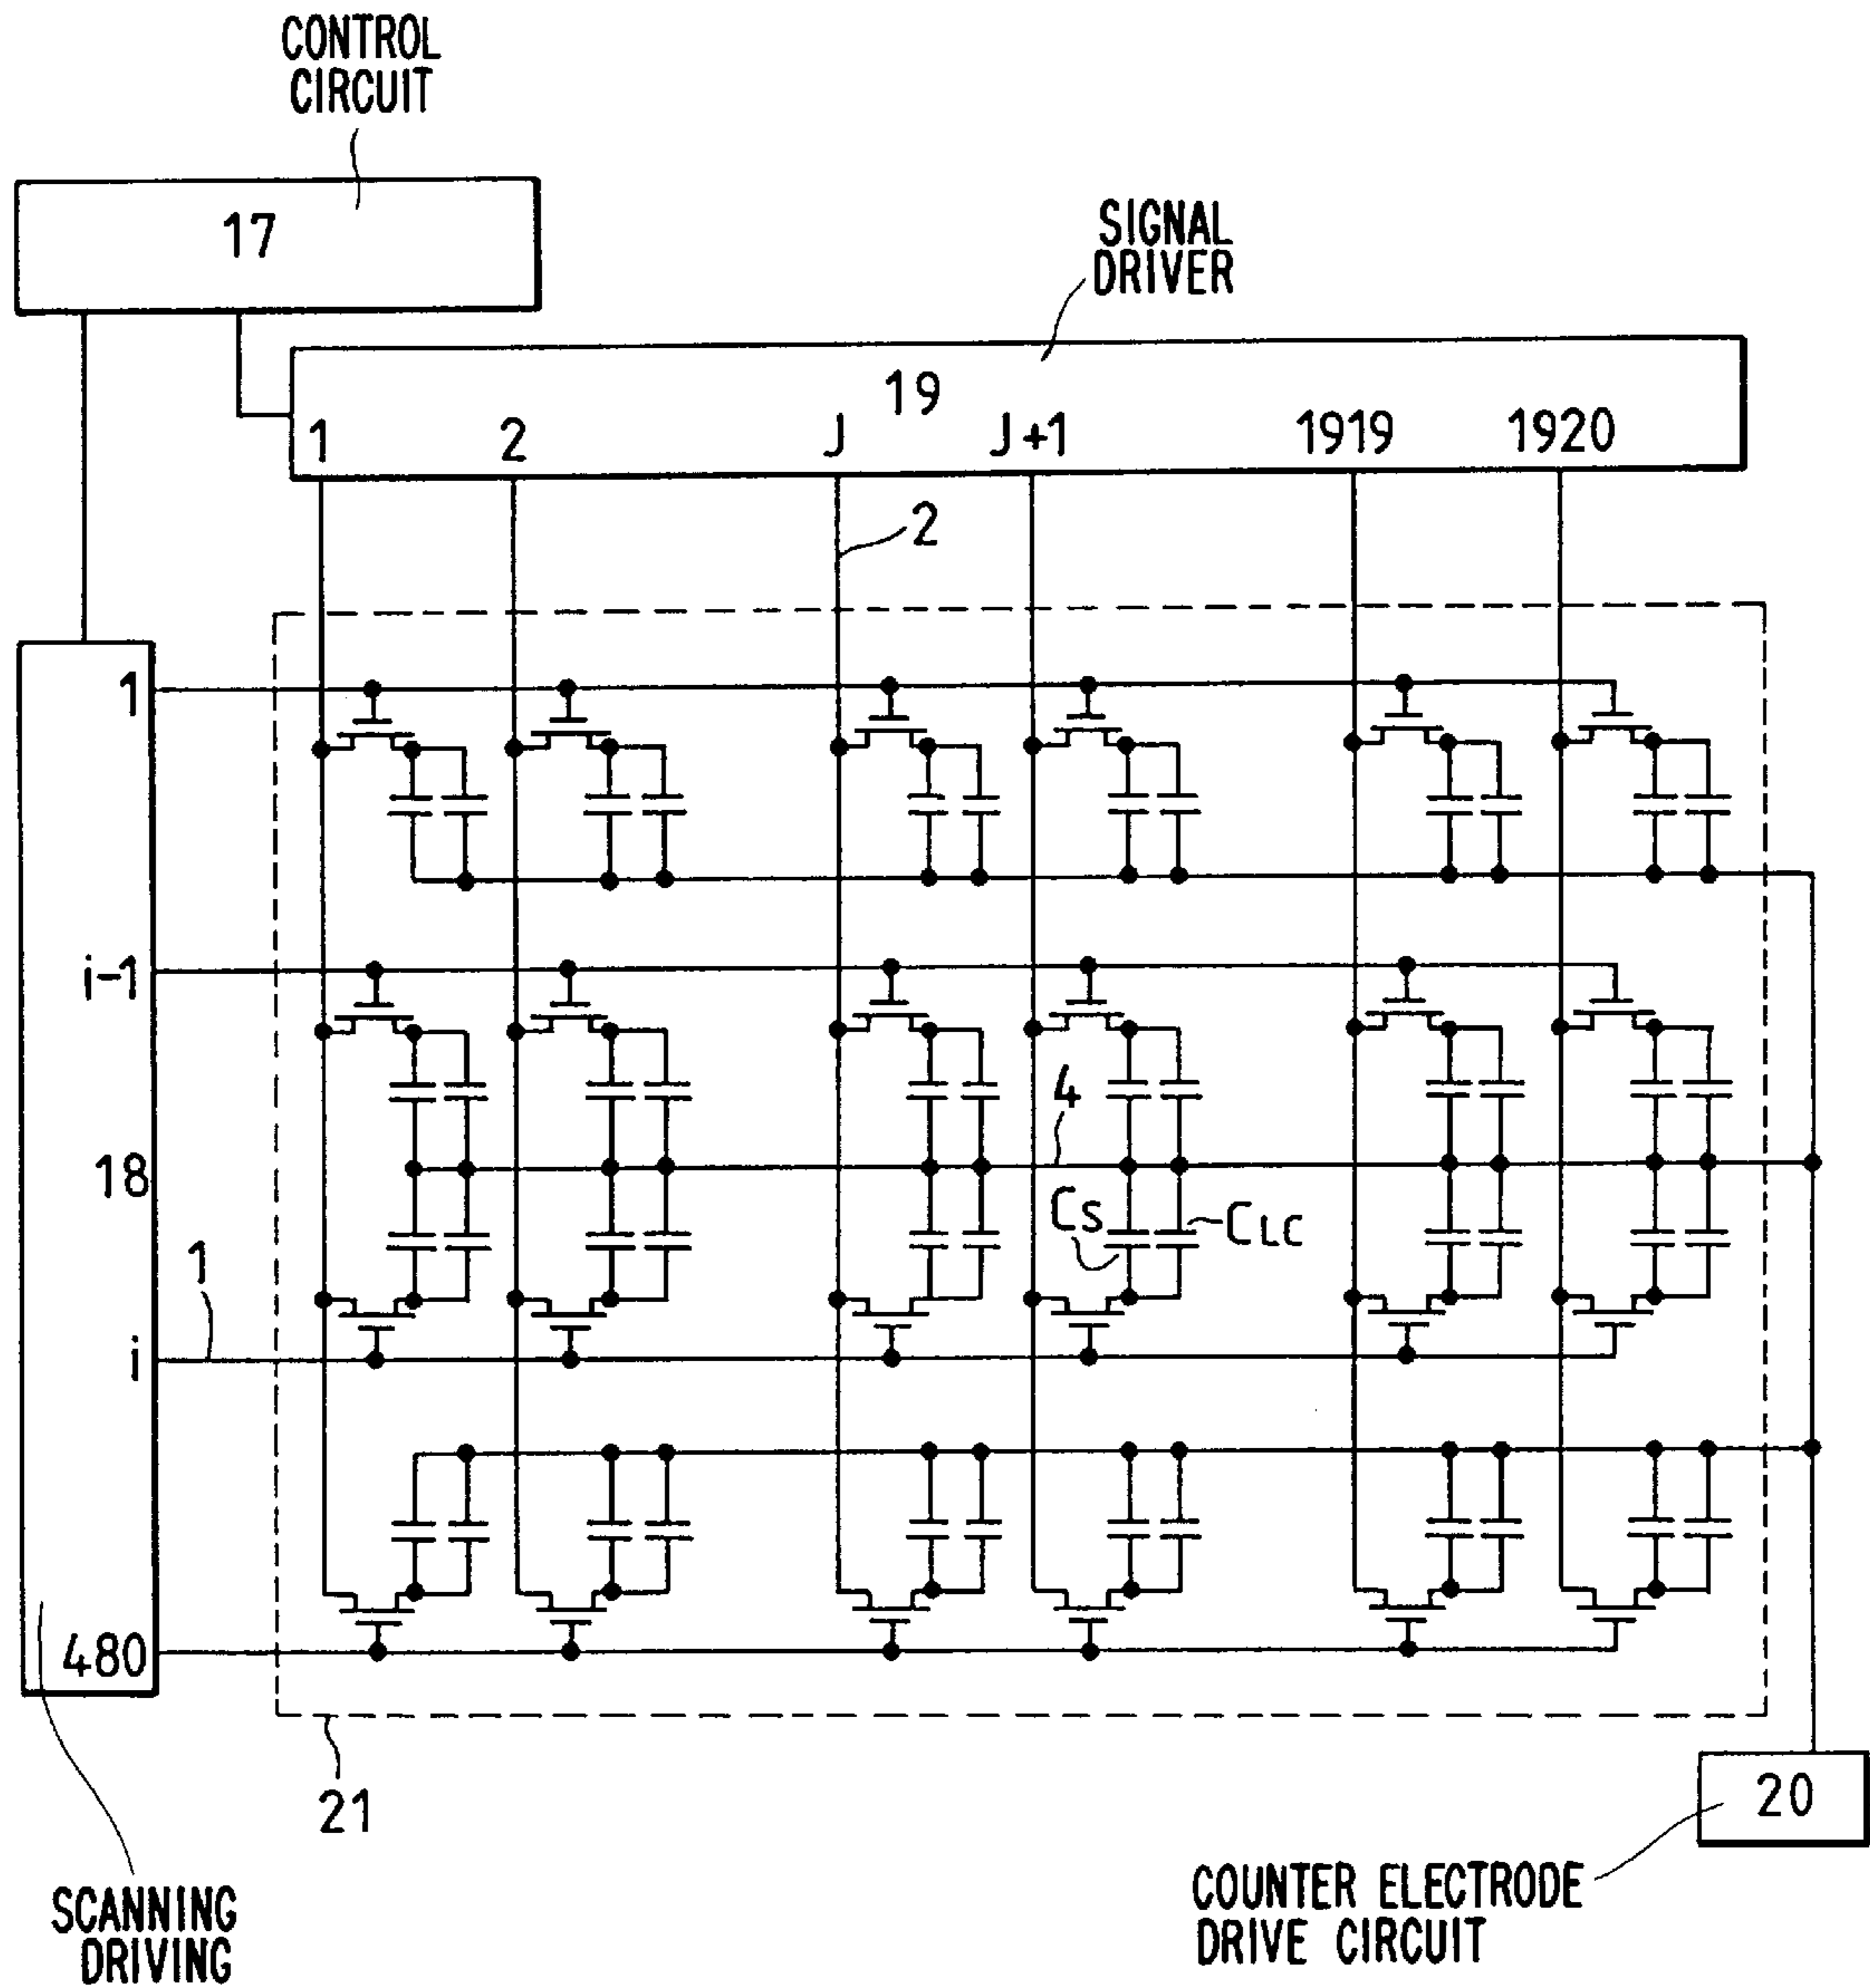 CONTROL
CIRCUIT
17
SIGNAL
DRIVER
19
1 2 J J+1 1919 1920
2
1
i-1
4
18
CS CLC
1
i
480
21
20
SCANNING
DRIVING
COUNTER ELECTRODE
DRIVE CIRCUIT